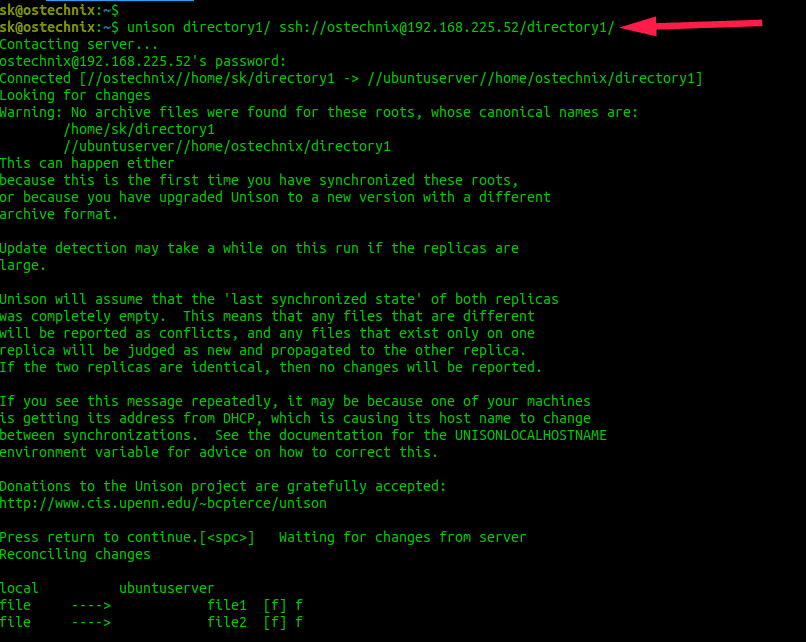 sk@ostechnix:~$
sk@ostechnix:~$ unison directory1/ ssh://ostechnix@192.168.225.52/directory1/
Contacting server...
ostechnix@192.168.225.52's password:
Connected [//ostechnix//home/sk/directory1 -> //ubuntuserver//home/ostechnix/directory1]
Looking for changes
Warning: No archive files were found for these roots, whose canonical names are:
        /home/sk/directory1
        //ubuntuserver//home/ostechnix/directory1
This can happen either
because this is the first time you have synchronized these roots,
or because you have upgraded Unison to a new version with a different
archive format.

Update detection may take a while on this run if the replicas are
large.

Unison will assume that the 'last synchronized state' of both replicas
was completely empty.  This means that any files that are different
will be reported as conflicts, and any files that exist only on one
replica will be judged as new and propagated to the other replica.
If the two replicas are identical, then no changes will be reported.

If you see this message repeatedly, it may be because one of your machines
is getting its address from DHCP, which is causing its host name to change
between synchronizations.  See the documentation for the UNISONLOCALHOSTNAME
environment variable for advice on how to correct this.

Donations to the Unison project are gratefully accepted:
http://www.cis.upenn.edu/~bcpierce/unison

Press return to continue.[<spc>]   Waiting for changes from server
Reconciling changes

local          ubuntuserver
file     ---->            file1  [f] f
file     ---->            file2  [f] f